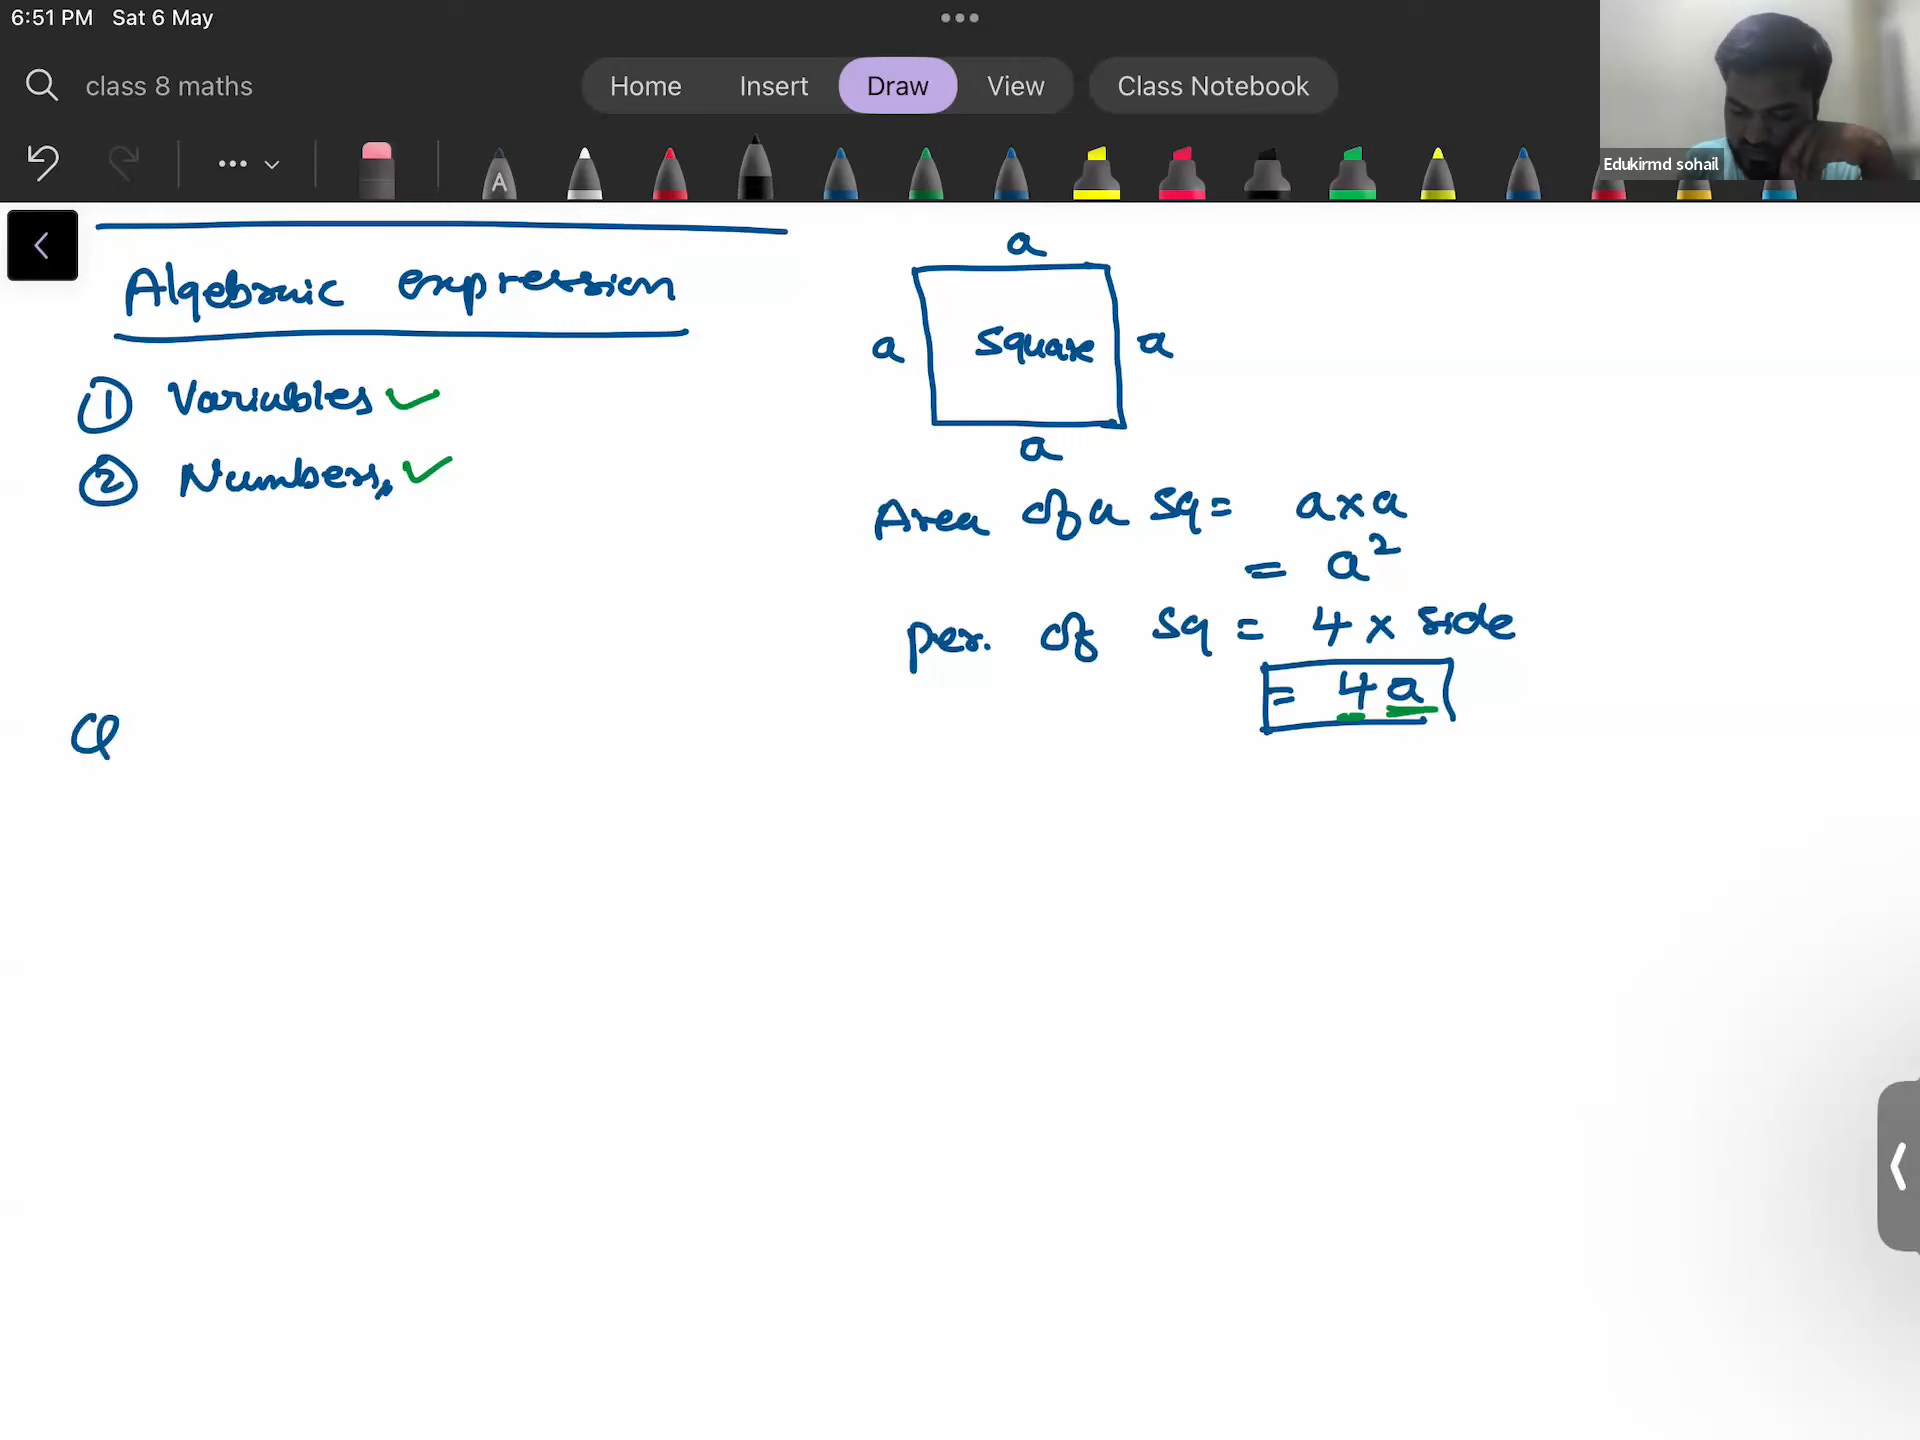 6:51 PM Sat 6 May
class 8 maths
Home Insert Draw View Class Notebook
A
Edukirmd sohail
Algebraic expression
① Variables ✓
② Numbers, ✓
Q
a
a square a
a
Area of a sq = a × a
= a²
per. of sq = 4 × side
= 4a